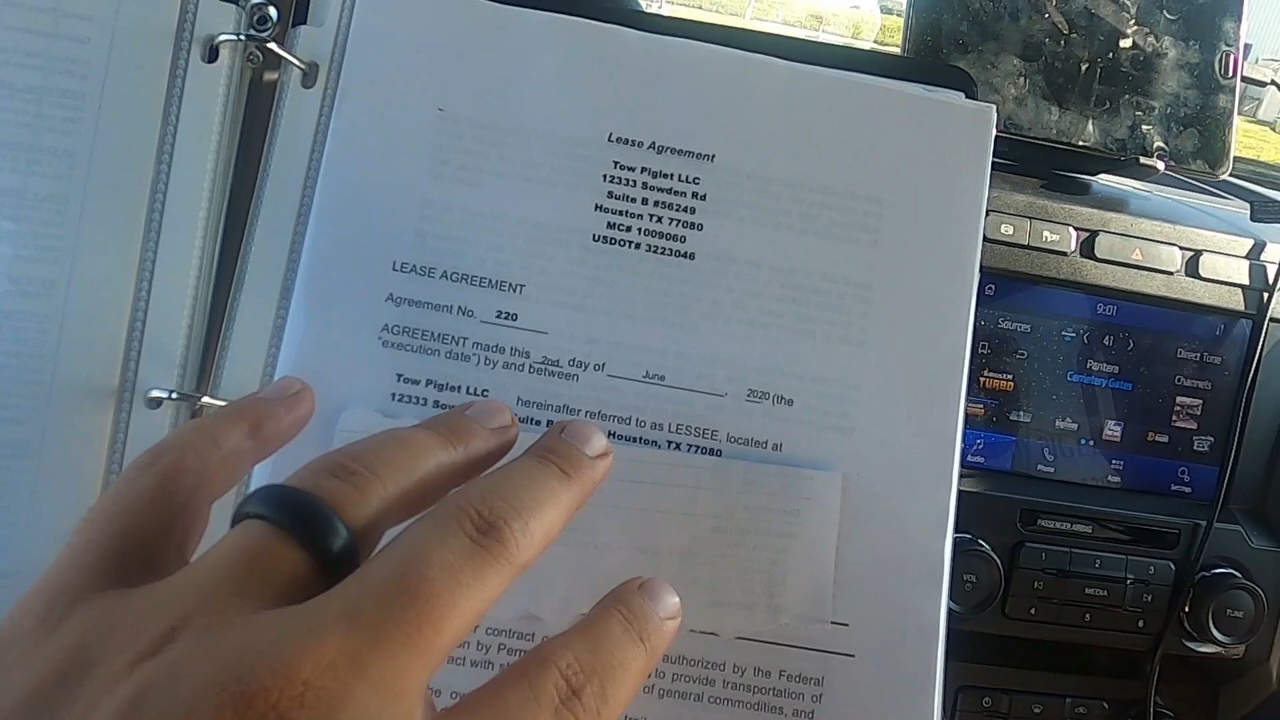 Lease Agreement
Tow Piglet LLC
12333 Sowden Rd
Suite B #56249
Houston TX 77080
MC# 1009060
USDOT# 3223046
LEASE AGREEMENT
Agreement No. 220
AGREEMENT made this 2nd day of June, 2020 (the
"execution date") by and between
Tow Piglet LLC hereinafter referred to as LESSEE, located at
12333 Houston, TX 77080
contract
authorized by the Federal
by to provide transportation of
with of general commodities, and
9:01
Sources
41
Direct Tune
Pantera
Cemetery Gates
Channels
TURBO
Audio
Phone
Settings
PASSENGER AIRBAG
VOL
1 2 3
MEDIA
4 5 6
TUNE